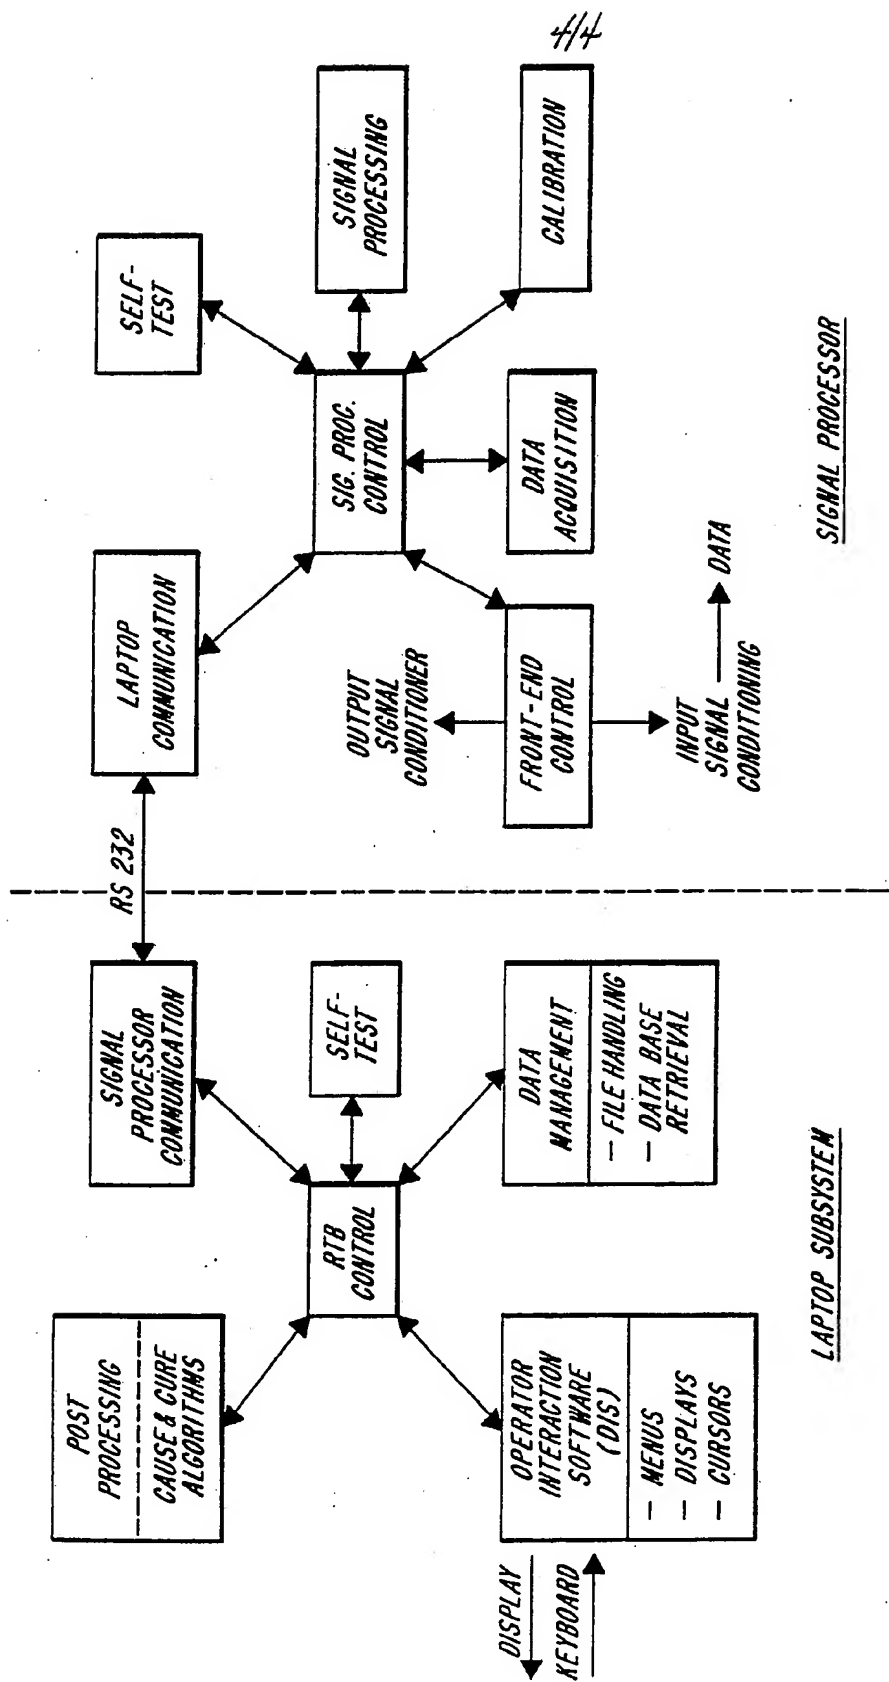 4/4
POST
PROCESSING
CAUSE & CURE
ALGORITHMS
SIGNAL
PROCESSOR
COMMUNICATION
RS 232
LAPTOP
COMMUNICATION
SELF-
TEST
RTB
CONTROL
SELF-
TEST
SIG. PROC.
CONTROL
SIGNAL
PROCESSING
DISPLAY
KEYBOARD
OPERATOR
INTERACTION
SOFTWARE
(DIS)
— MENUS
— DISPLAYS
— CURSORS
DATA
MANAGEMENT
— FILE HANDLING
— DATA BASE
RETRIEVAL
OUTPUT
SIGNAL
CONDITIONER
FRONT-END
CONTROL
INPUT
SIGNAL
CONDITIONING
DATA
DATA
ACQUISITION
CALIBRATION
LAPTOP SUBSYSTEM
SIGNAL PROCESSOR